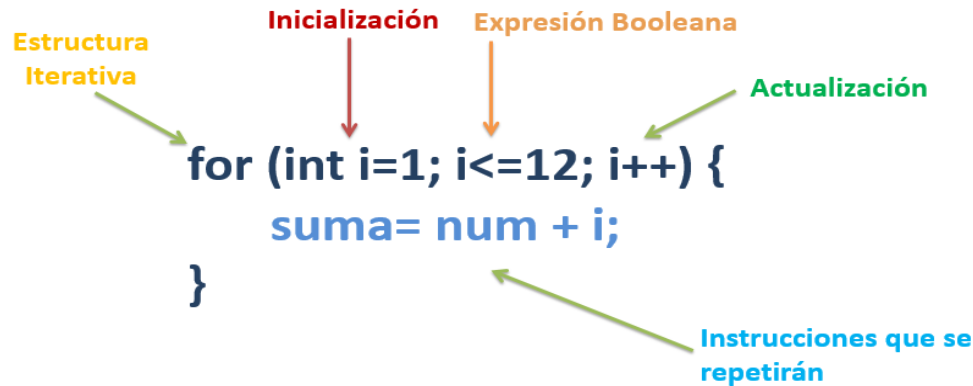 Inicialización
Expresión Booleana
Estructura
Iterativa
Actualización
for (int i=1; i<=12; i++) {
suma= num + i;
}
Instrucciones que se
repetirán